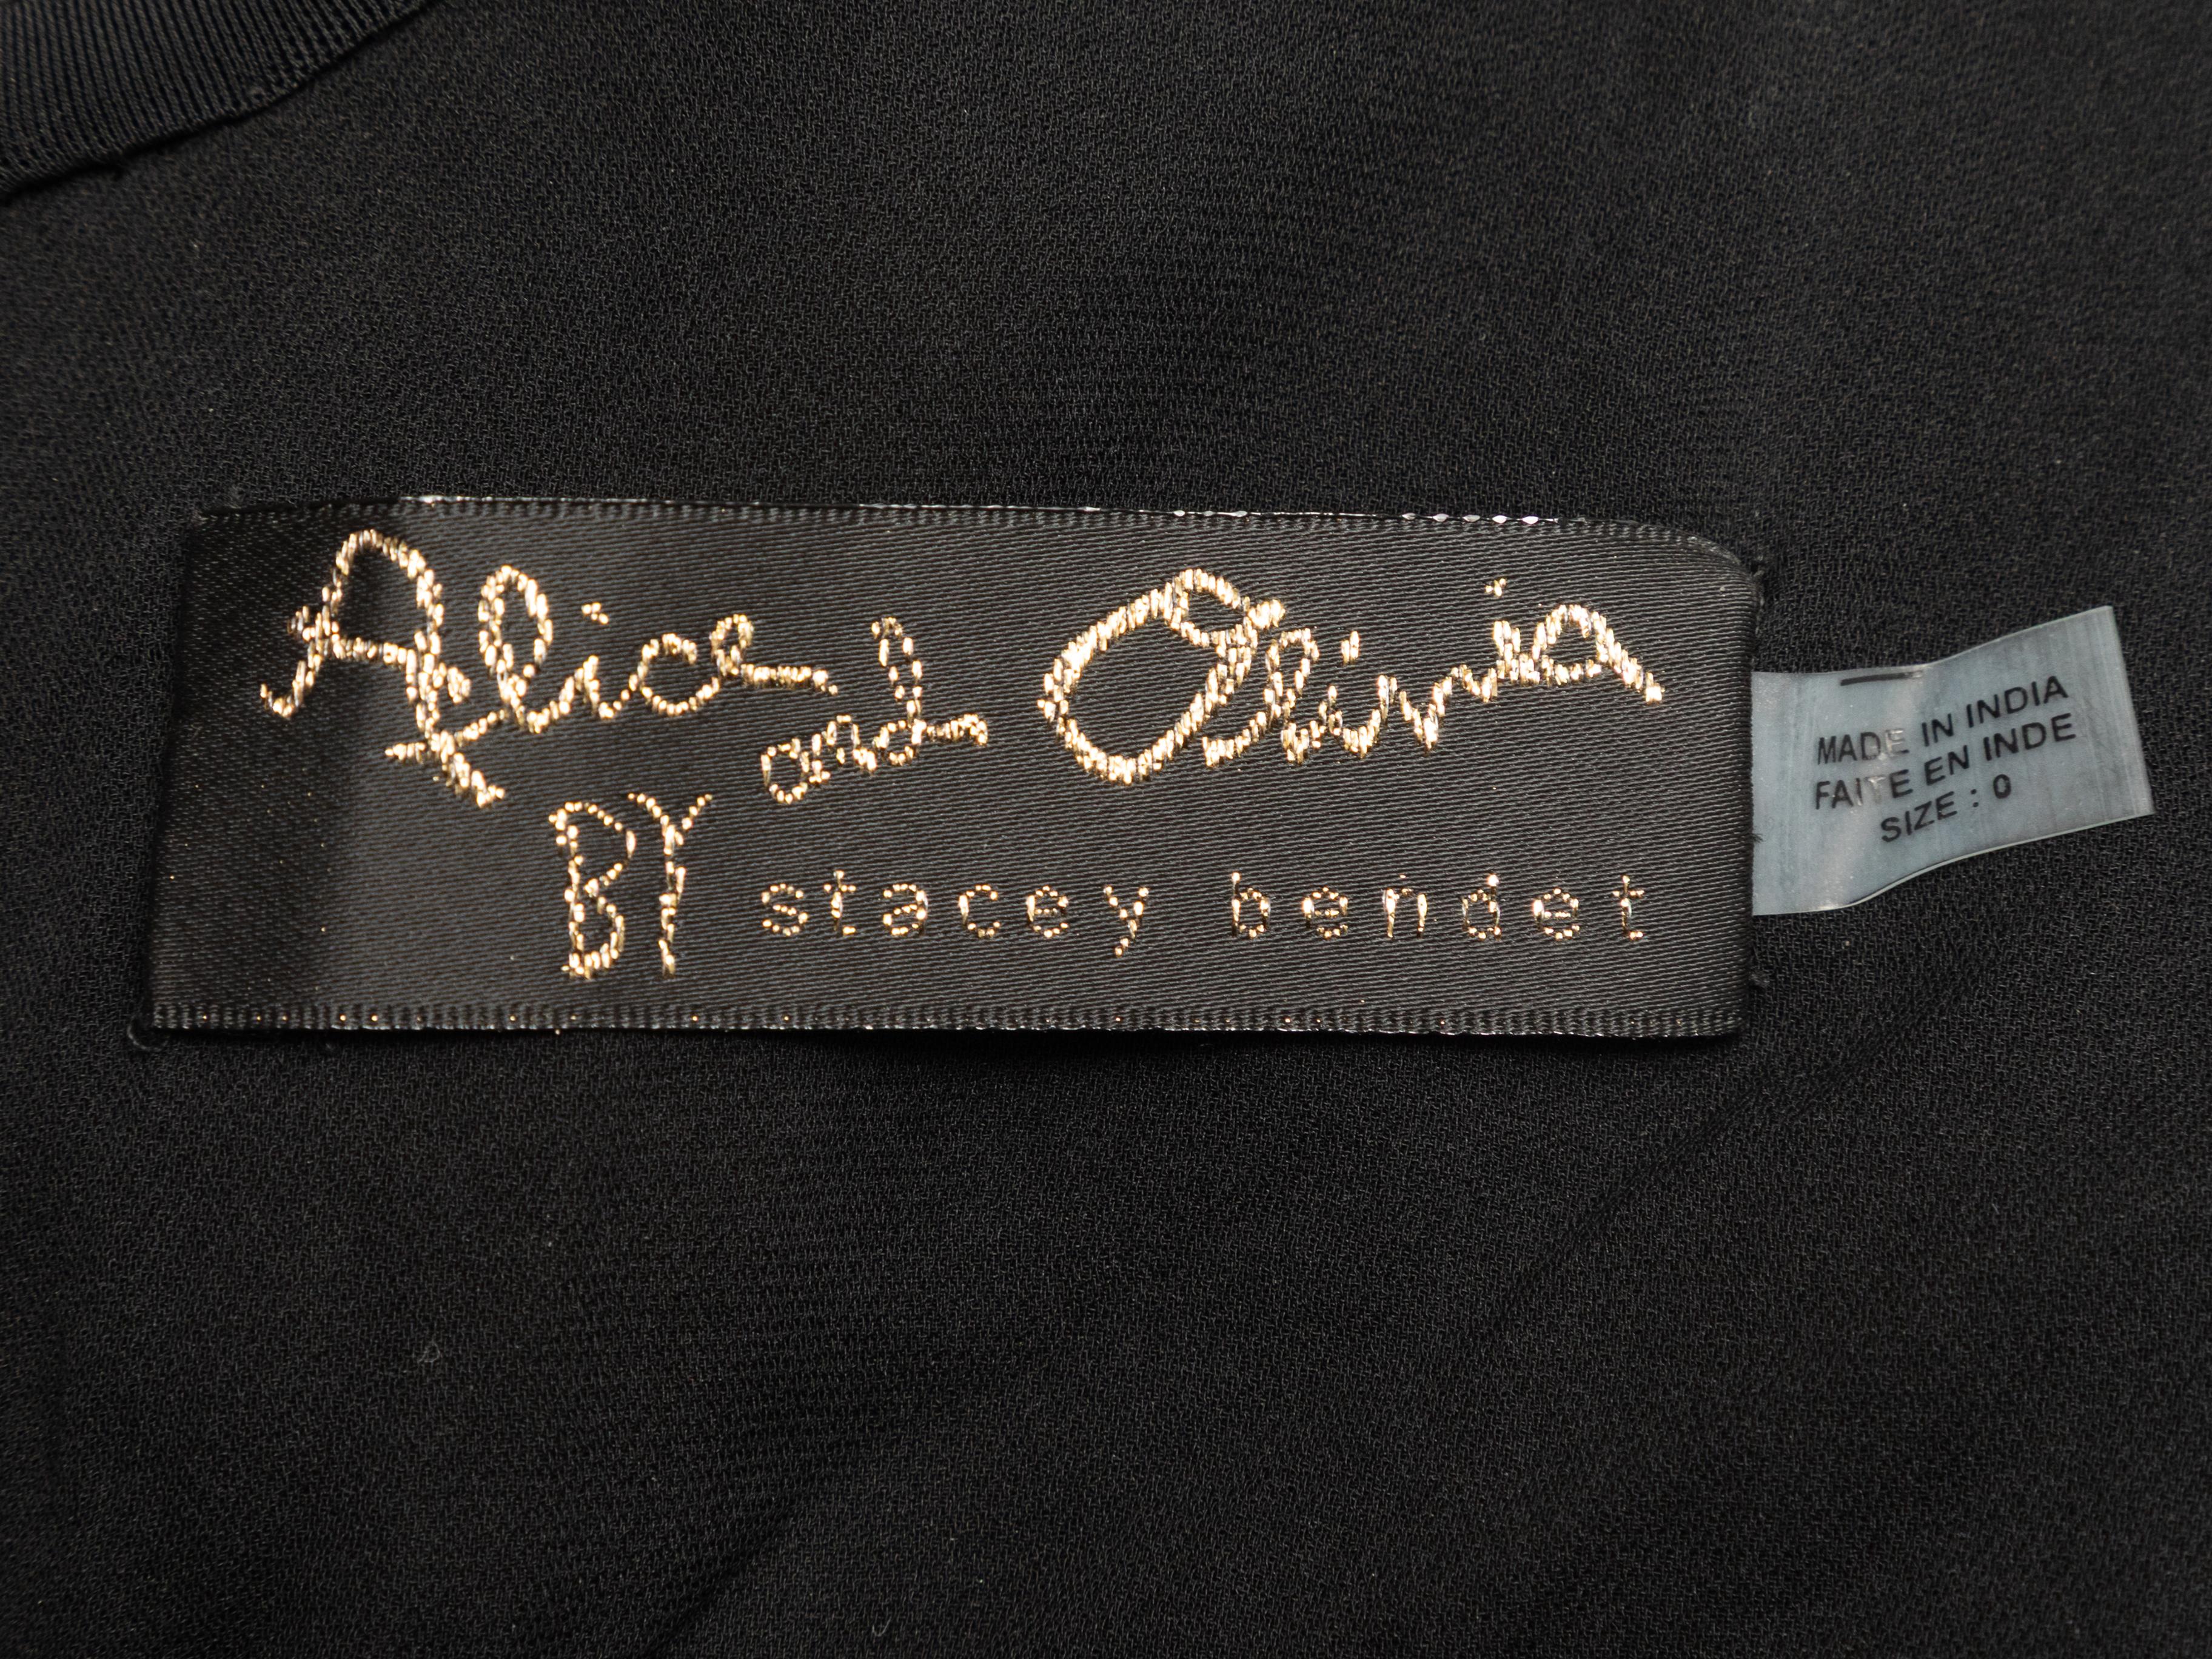 Alice and Olivia
BY stacey bendet
MADE IN INDIA
FAITE EN INDE
SIZE : 0